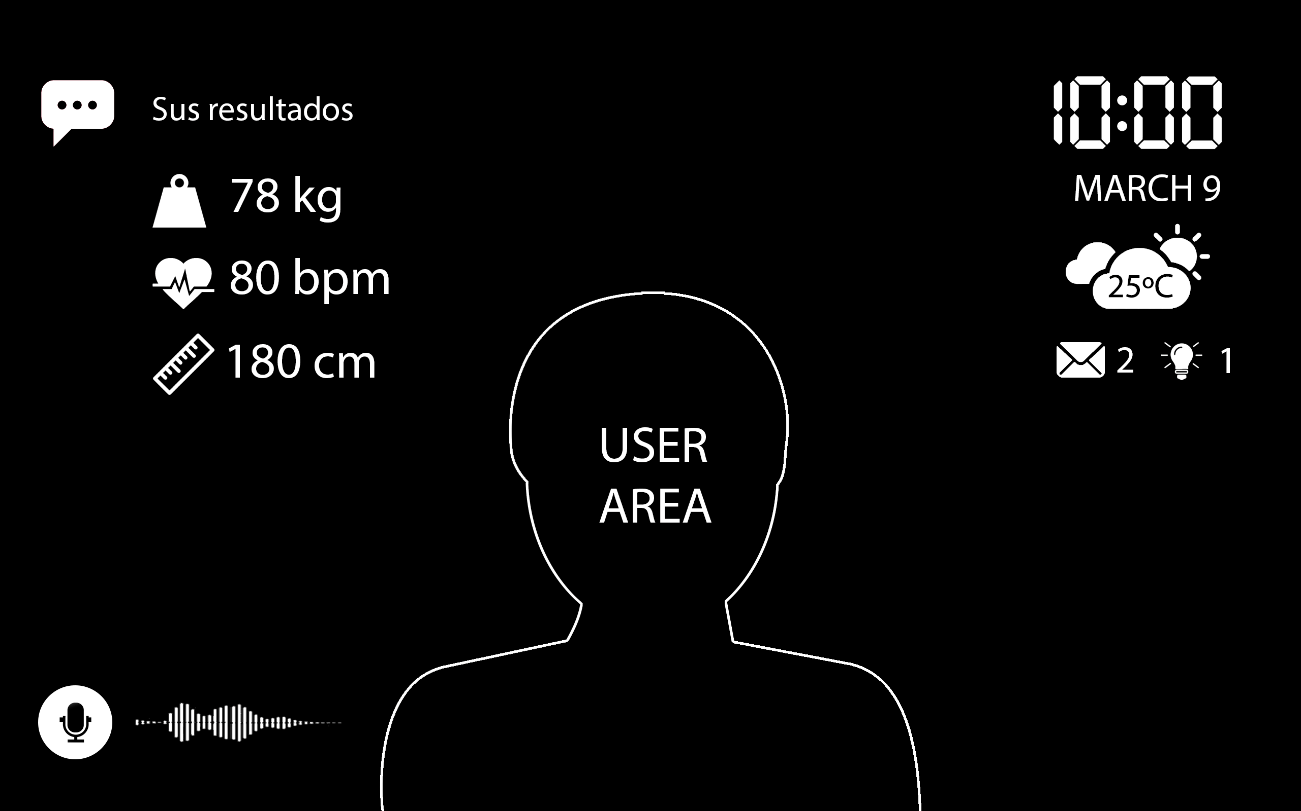 Sus resultados
78 kg
80 bpm
180 cm
10:00
MARCH 9
25ºC
2 1
USER
AREA